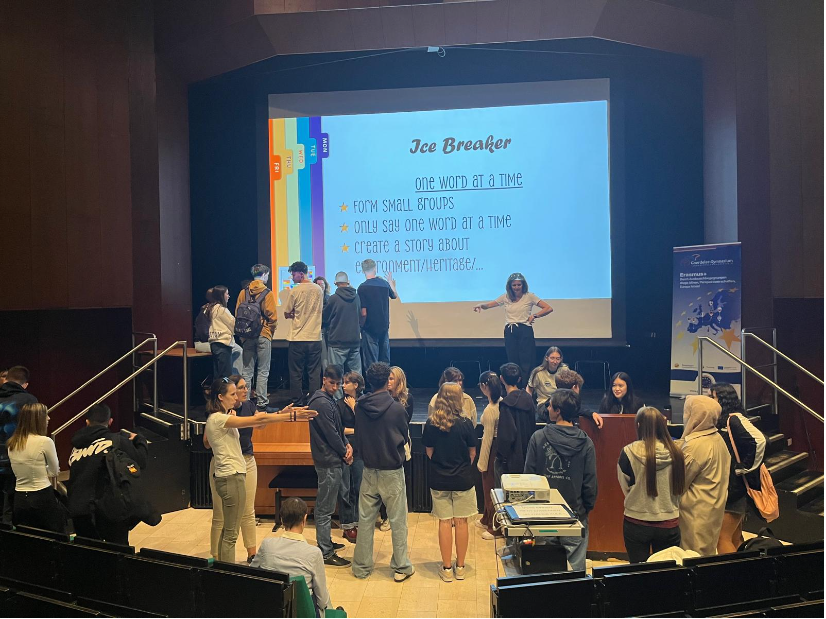 Ice Breaker
ONE WORD AT A TIME
FORM SMALL GROUPS
ONLY SAY ONE WORD AT A TIME
CREATE A STORY ABOUT
ENVIRONMENT/HERITAGE/...
MON
TUE
WED
THU
FRI
Erasmus+